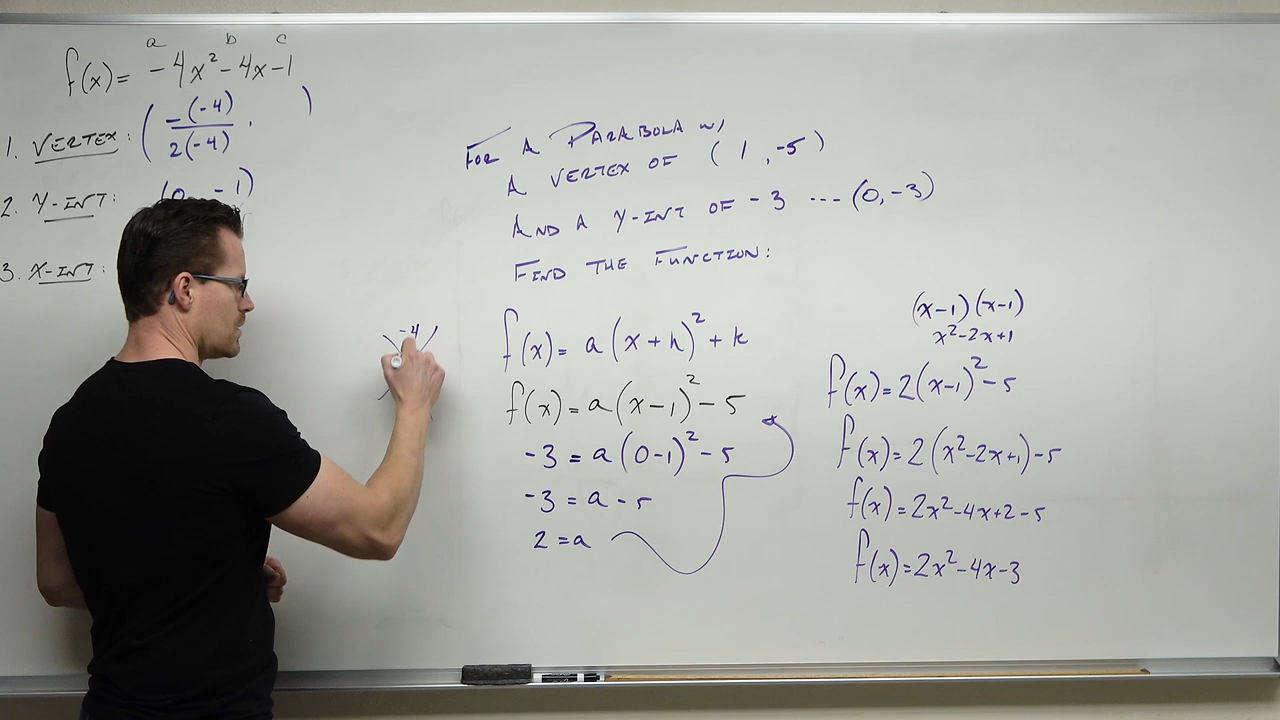 a b c
f(x) = -4x² - 4x - 1
1. VERTEX: ( -(-4) / 2(-4) , )
2. Y-INT: (0, -1)
3. X-INT:
-4
FOR A PARABOLA w/
A VERTEX OF (1, -5)
AND A Y-INT OF -3 ... (0, -3)
FIND THE FUNCTION:
f(x) = a(x+h)² + k
f(x) = a(x-1)² - 5
-3 = a(0-1)² - 5
-3 = a - 5
2 = a
(x-1)(x-1)
x²-2x+1
f(x) = 2(x-1)² - 5
f(x) = 2(x²-2x+1) - 5
f(x) = 2x²-4x+2-5
f(x) = 2x²-4x-3